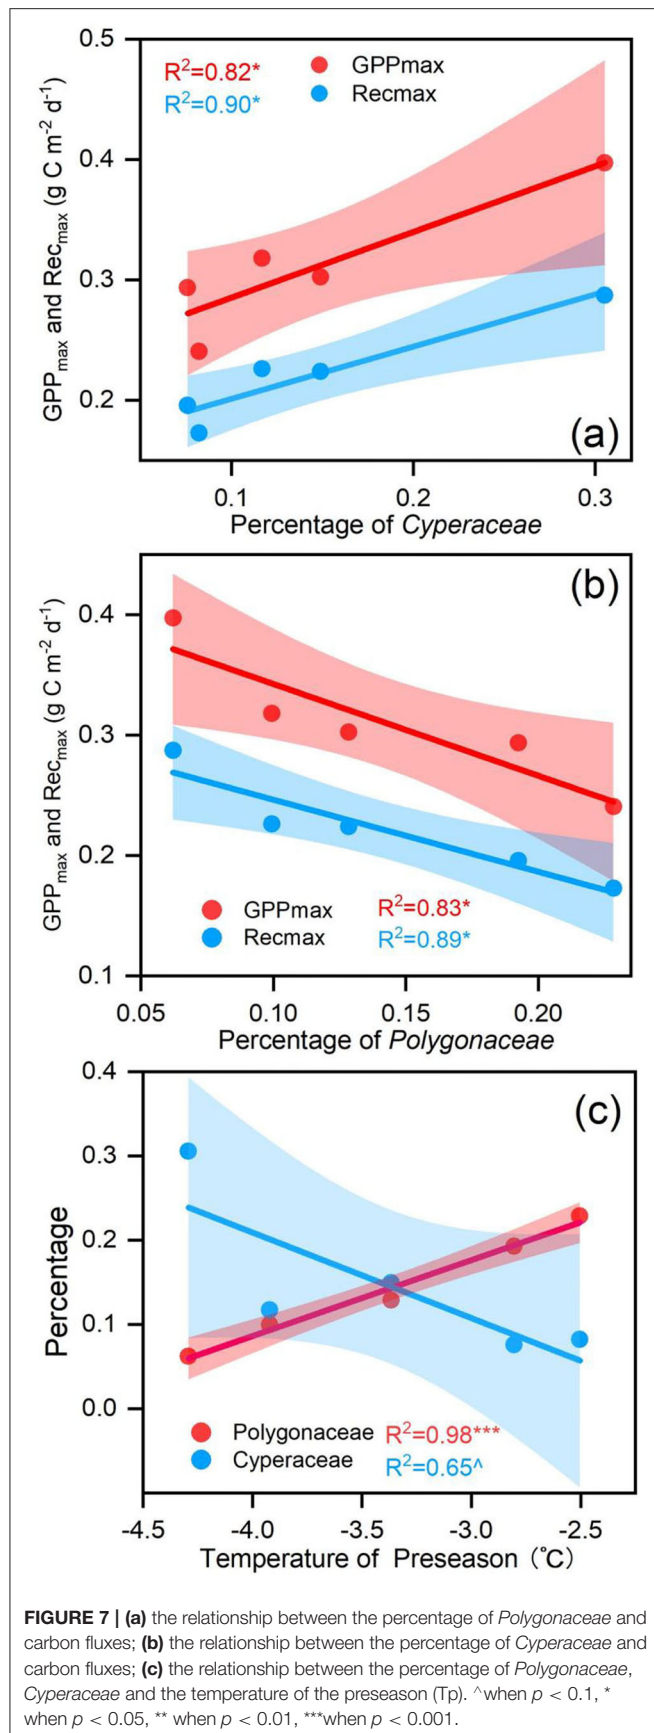 0.5
R²=0.82*
GPPmax
R²=0.90*
Recmax
0.4
0.3
0.2
GPPmax and Recmax (g C m⁻² d⁻¹)
(a)
0.1 0.2 0.3
Percentage of Cyperaceae
(b)
0.4
0.3
0.2
0.1
GPPmax and Recmax (g C m⁻² d⁻¹)
GPPmax R²=0.83*
Recmax R²=0.89*
0.05 0.10 0.15 0.20
Percentage of Polygonaceae
0.4
(c)
0.3
0.2
0.1
0.0
Percentage
Polygonaceae R²=0.98***
Cyperaceae R²=0.65^
-4.5 -4.0 -3.5 -3.0 -2.5
Temperature of Preseason (℃)
FIGURE 7 | (a) the relationship between the percentage of Polygonaceae and
carbon fluxes; (b) the relationship between the percentage of Cyperaceae and
carbon fluxes; (c) the relationship between the percentage of Polygonaceae,
Cyperaceae and the temperature of the preseason (Tp). ^when p < 0.1, *
when p < 0.05, ** when p < 0.01, ***when p < 0.001.